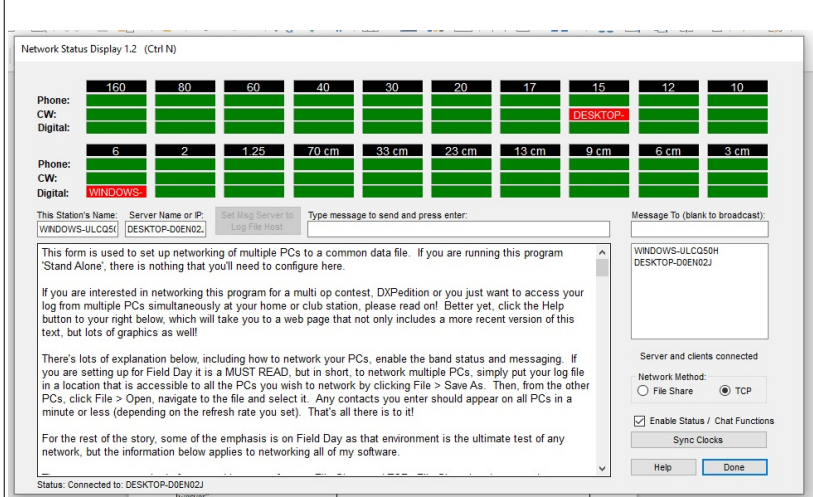 Network Status Display 1.2 (Ctrl N)
160 80 60 40 30 20 17 15 12 10
Phone:
CW: DESKTOP-
Digital:
6 2 1.25 70 cm 33 cm 23 cm 13 cm 9 cm 6 cm 3 cm
Phone:
CW:
Digital: WINDOWS-
This Station's Name: Server Name or IP: Set Msg Server to Type message to send and press enter: Message To (blank to broadcast):
WINDOWS-ULCQ5( DESKTOP-D0EN02. Log File Host
This form is used to set up networking of multiple PCs to a common data file. If you are running this program
'Stand Alone', there is nothing that you'll need to configure here.
If you are interested in networking this program for a multi op contest, DXPedition or you just want to access your
log from multiple PCs simultaneously at your home or club station, please read on! Better yet, click the Help
button to your right below, which will take you to a web page that not only includes a more recent version of this
text, but lots of graphics as well!
There's lots of explanation below, including how to network your PCs, enable the band status and messaging. If
you are setting up for Field Day it is a MUST READ, but in short, to network multiple PCs, simply put your log file
in a location that is accessible to all the PCs you wish to network by clicking File > Save As. Then, from the other
PCs, click File > Open, navigate to the file and select it. Any contacts you enter should appear on all PCs in a
minute or less (depending on the refresh rate you set). That's all there is to it!
For the rest of the story, some of the emphasis is on Field Day as that environment is the ultimate test of any
network, but the information below applies to networking all of my software.
WINDOWS-ULCQ50H
DESKTOP-D0EN02J
Server and clients connected
Network Method:
File Share TCP
Enable Status / Chat Functions
Sync Clocks
Help Done
Status: Connected to: DESKTOP-D0EN02J